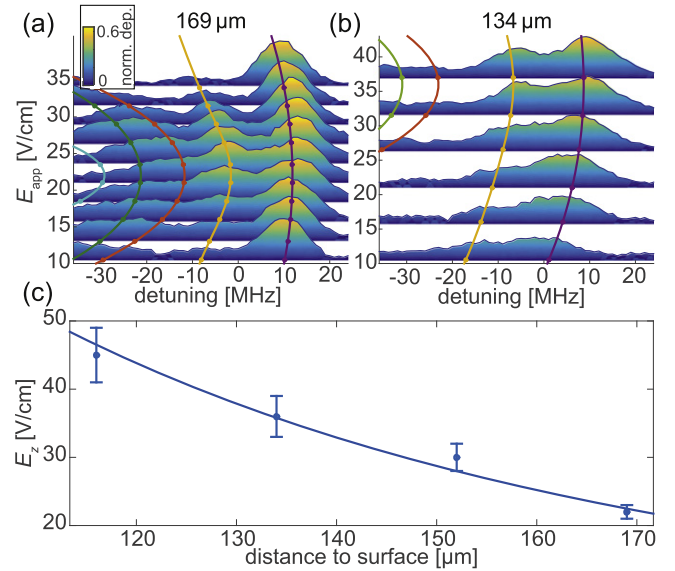 (a) 169 μm (b) 134 μm
0.6
0
norm. dep.
E_app [V/cm]
35
30
25
20
15
10
-30 -20 -10 0 10 20
detuning [MHz]
40
35
30
25
20
15
10
-30 -20 -10 0 10 20
detuning [MHz]
(c)
E_z [V/cm]
50
40
30
20
120 130 140 150 160 170
distance to surface [μm]